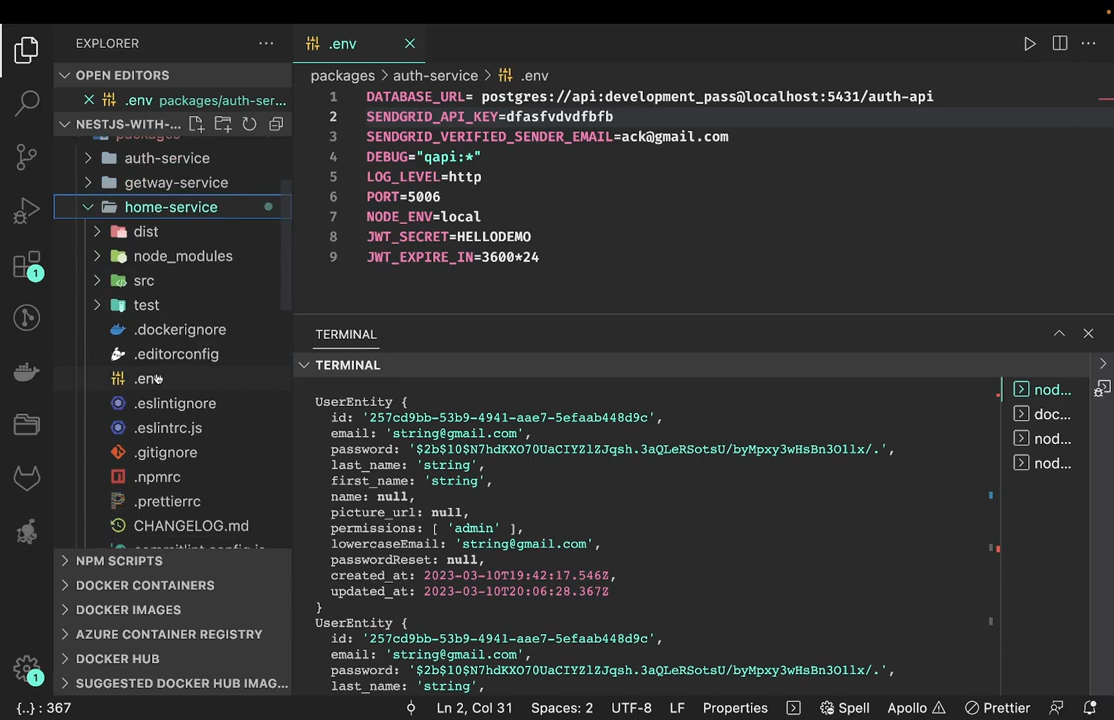 EXPLORER
OPEN EDITORS
.env packages/auth-ser...
NESTJS-WITH-...
auth-service
getway-service
home-service
dist
node_modules
src
test
.dockerignore
.editorconfig
.env
.eslintignore
.eslintrc.js
.gitignore
.npmrc
.prettierrc
CHANGELOG.md
NPM SCRIPTS
DOCKER CONTAINERS
DOCKER IMAGES
AZURE CONTAINER REGISTRY
DOCKER HUB
SUGGESTED DOCKER HUB IMAG...
1
1
.env
packages > auth-service > .env
1 DATABASE_URL= postgres://api:development_pass@localhost:5431/auth-api
2 SENDGRID_API_KEY=dfasfvdvdfbfb
3 SENDGRID_VERIFIED_SENDER_EMAIL=ack@gmail.com
4 DEBUG="qapi:*"
5 LOG_LEVEL=http
6 PORT=5006
7 NODE_ENV=local
8 JWT_SECRET=HELLODEMO
9 JWT_EXPIRE_IN=3600*24
TERMINAL
TERMINAL
UserEntity {
id: '257cd9bb-53b9-4941-aae7-5efaab448d9c',
email: 'string@gmail.com',
password: '$2b$10$N7hdKXO70UaCIYZlZJqsh.3aQLeRSotsU/byMpxy3wHsBn3O1lx/.',
last_name: 'string',
first_name: 'string',
name: null,
picture_url: null,
permissions: [ 'admin' ],
lowercaseEmail: 'string@gmail.com',
passwordReset: null,
created_at: 2023-03-10T19:42:17.546Z,
updated_at: 2023-03-10T20:06:28.367Z
}
UserEntity {
id: '257cd9bb-53b9-4941-aae7-5efaab448d9c',
email: 'string@gmail.com',
password: '$2b$10$N7hdKXO70UaCIYZlZJqsh.3aQLeRSotsU/byMpxy3wHsBn3O1lx/.',
last_name: 'string',
nod...
doc...
nod...
nod...
{..} : 367
Ln 2, Col 31
Spaces: 2
UTF-8
LF
Properties
Spell
Apollo
Prettier